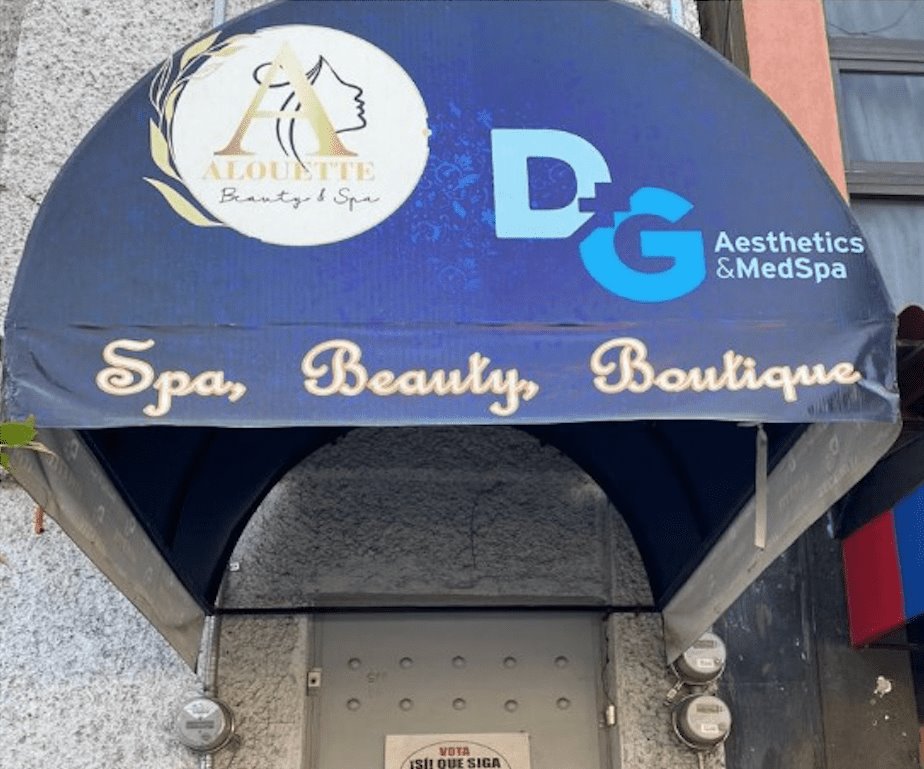 A
ALOUETTE
Beauty & Spa
DG
Aesthetics
&MedSpa
Spa, Beauty, Boutique
VOTA
¡SÍ! QUE SIGA